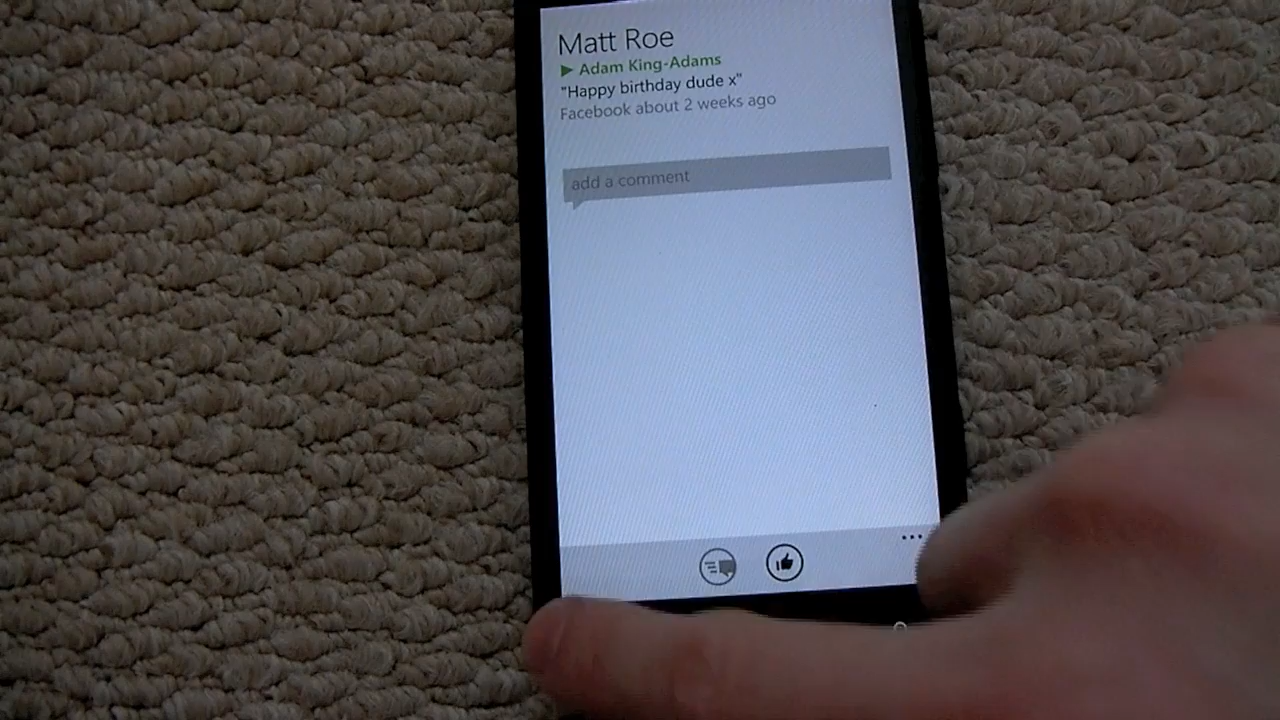 Matt Roe
▶ Adam King-Adams
"Happy birthday dude x"
Facebook about 2 weeks ago
add a comment